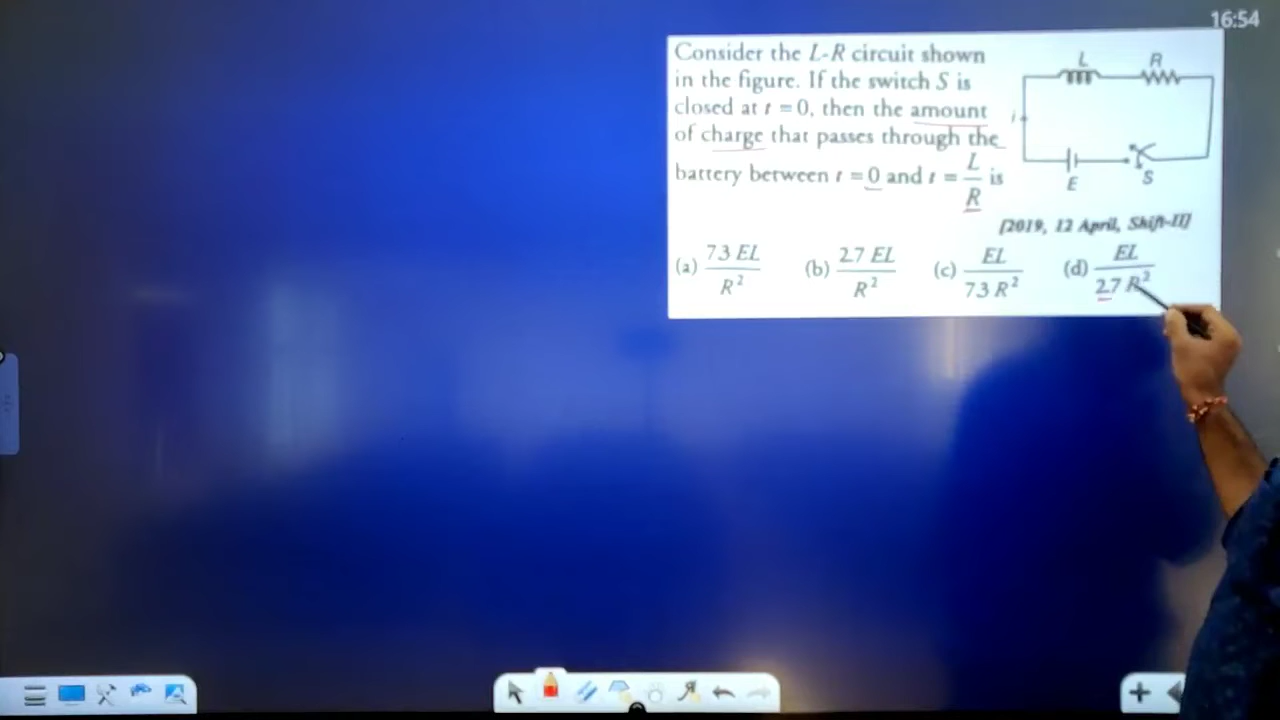 16:54
Consider the L-R circuit shown
in the figure. If the switch S is
closed at t = 0, then the amount
of charge that passes through the
battery between t = 0 and t = L/R is
L R
i
E S
[2019, 12 April, Shift-II]
(a) 7.3 EL / R² (b) 2.7 EL / R² (c) EL / 7.3 R² (d) EL / 2.7 R²